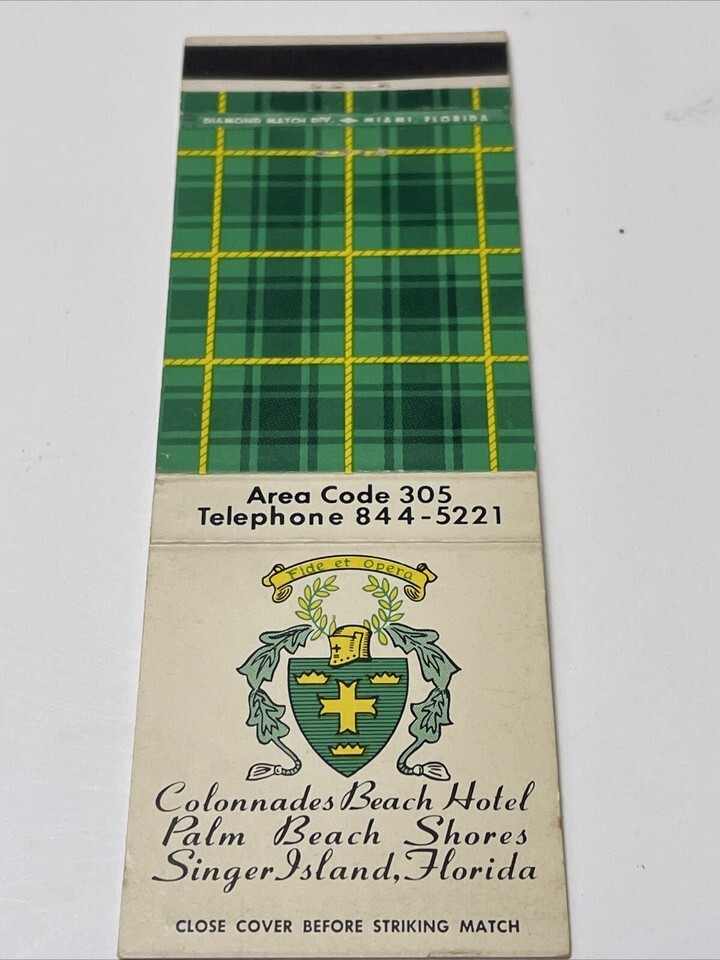 DIAMOND MATCH DIV. MIAMI, FLORIDA
Area Code 305
Telephone 844-5221
Fide et Opera
Colonnades Beach Hotel
Palm Beach Shores
Singer Island, Florida
CLOSE COVER BEFORE STRIKING MATCH